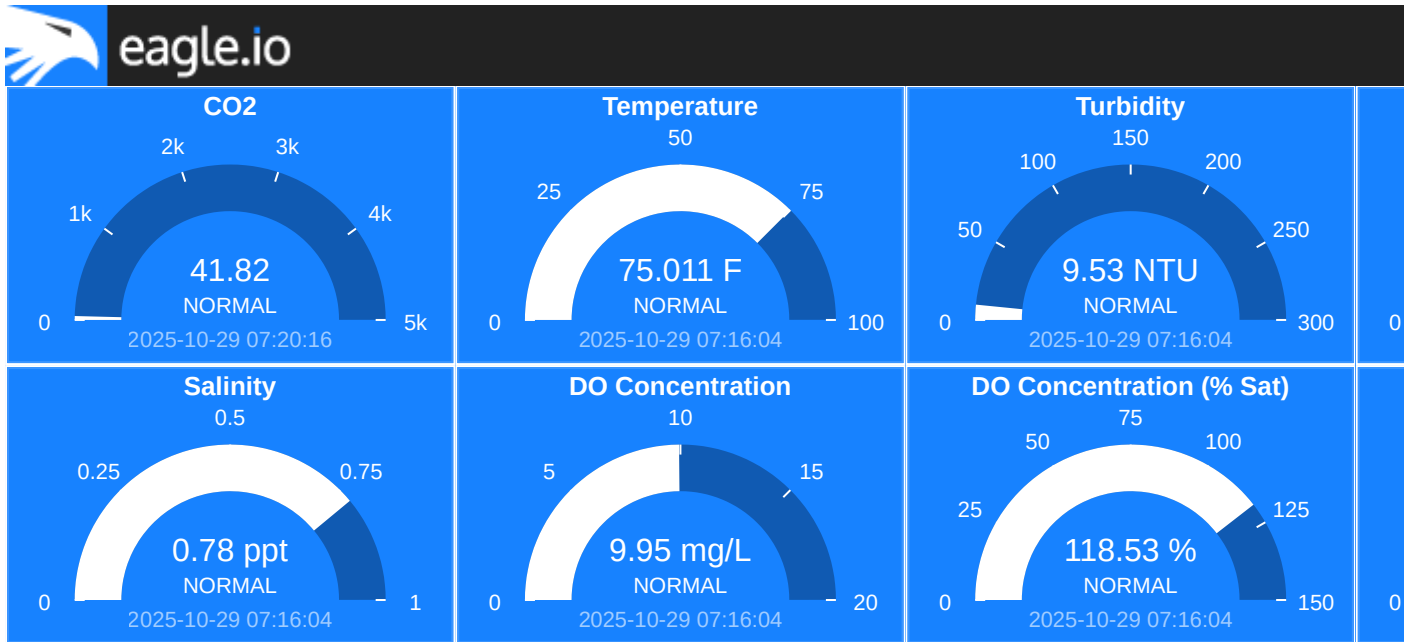 eagle.io
CO2
0
1k
2k
3k
4k
5k
41.82
NORMAL
2025-10-29 07:20:16
Temperature
0
25
50
75
100
75.011 F
NORMAL
2025-10-29 07:16:04
Turbidity
0
50
100
150
200
250
300
9.53 NTU
NORMAL
2025-10-29 07:16:04
0
Salinity
0
0.25
0.5
0.75
1
0.78 ppt
NORMAL
2025-10-29 07:16:04
DO Concentration
0
5
10
15
20
9.95 mg/L
NORMAL
2025-10-29 07:16:04
DO Concentration (% Sat)
0
25
50
75
100
125
150
118.53 %
NORMAL
2025-10-29 07:16:04
0